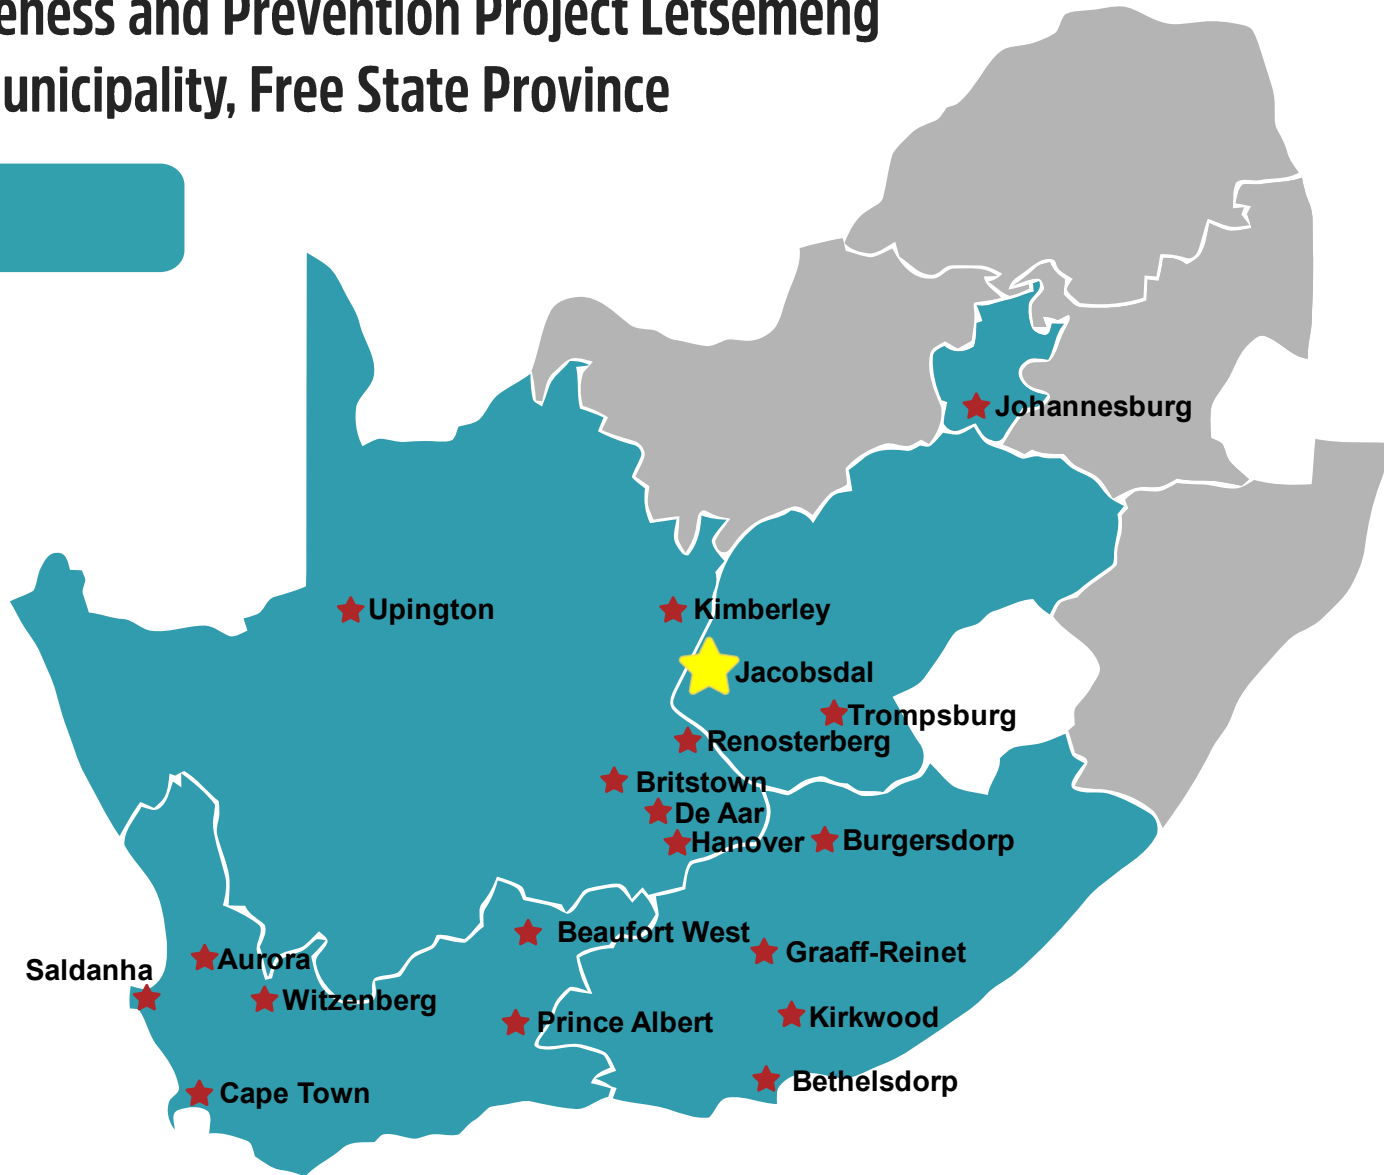 eness and Prevention Project Letsemeng
unicipality, Free State Province
Johannesburg
Upington
Kimberley
Jacobsdal
Trompsburg
Renosterberg
Britstown
De Aar
Hanover
Burgersdorp
Beaufort West
Graaff-Reinet
Aurora
Saldanha
Witzenberg
Kirkwood
Prince Albert
Bethelsdorp
Cape Town